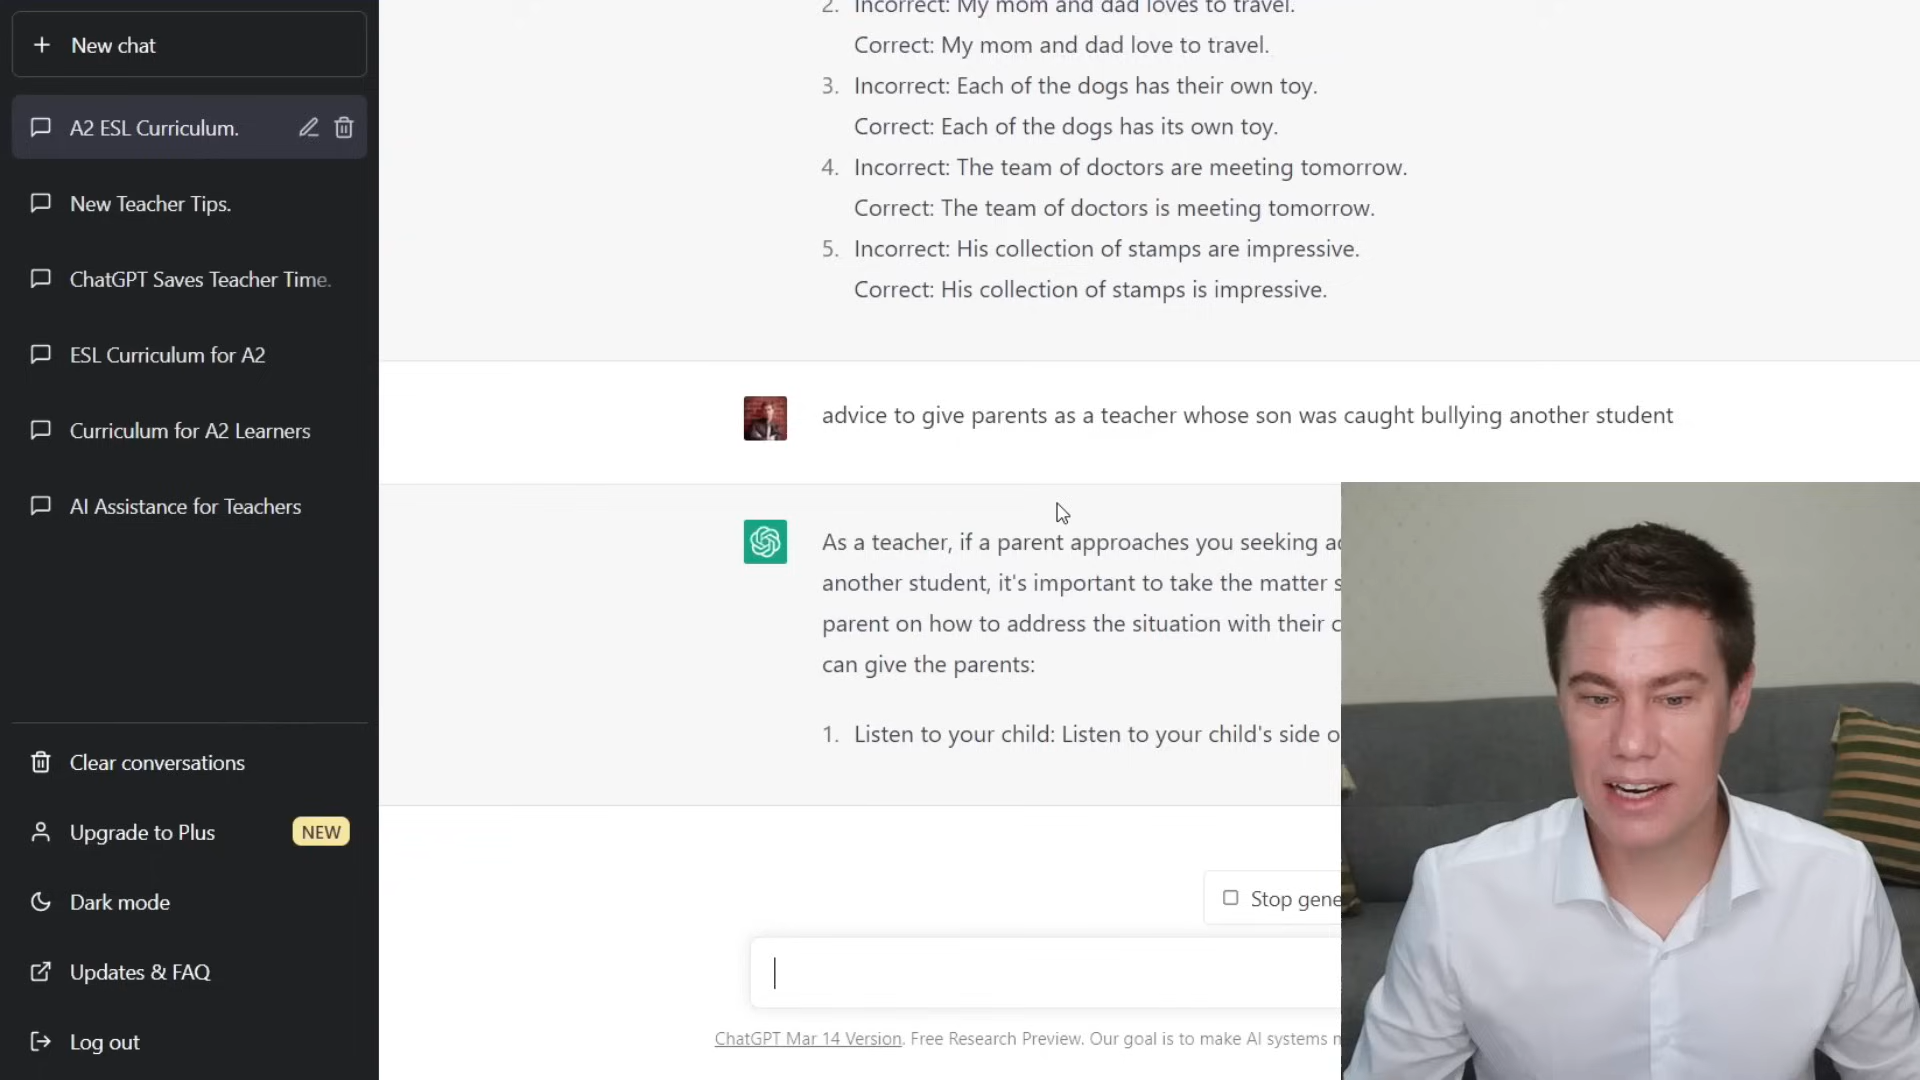 New chat
A2 ESL Curriculum.
New Teacher Tips.
ChatGPT Saves Teacher Time.
ESL Curriculum for A2
Curriculum for A2 Learners
AI Assistance for Teachers
Clear conversations
Upgrade to Plus NEW
Dark mode
Updates & FAQ
Log out
2. Incorrect: My mom and dad loves to travel.
Correct: My mom and dad love to travel.
3. Incorrect: Each of the dogs has their own toy.
Correct: Each of the dogs has its own toy.
4. Incorrect: The team of doctors are meeting tomorrow.
Correct: The team of doctors is meeting tomorrow.
5. Incorrect: His collection of stamps are impressive.
Correct: His collection of stamps is impressive.
advice to give parents as a teacher whose son was caught bullying another student
As a teacher, if a parent approaches you seeking
another student, it's important to take the matter
parent on how to address the situation with their
can give the parents:
1. Listen to your child: Listen to your child's side
Stop
ChatGPT Mar 14 Version. Free Research Preview. Our goal is to make AI systems